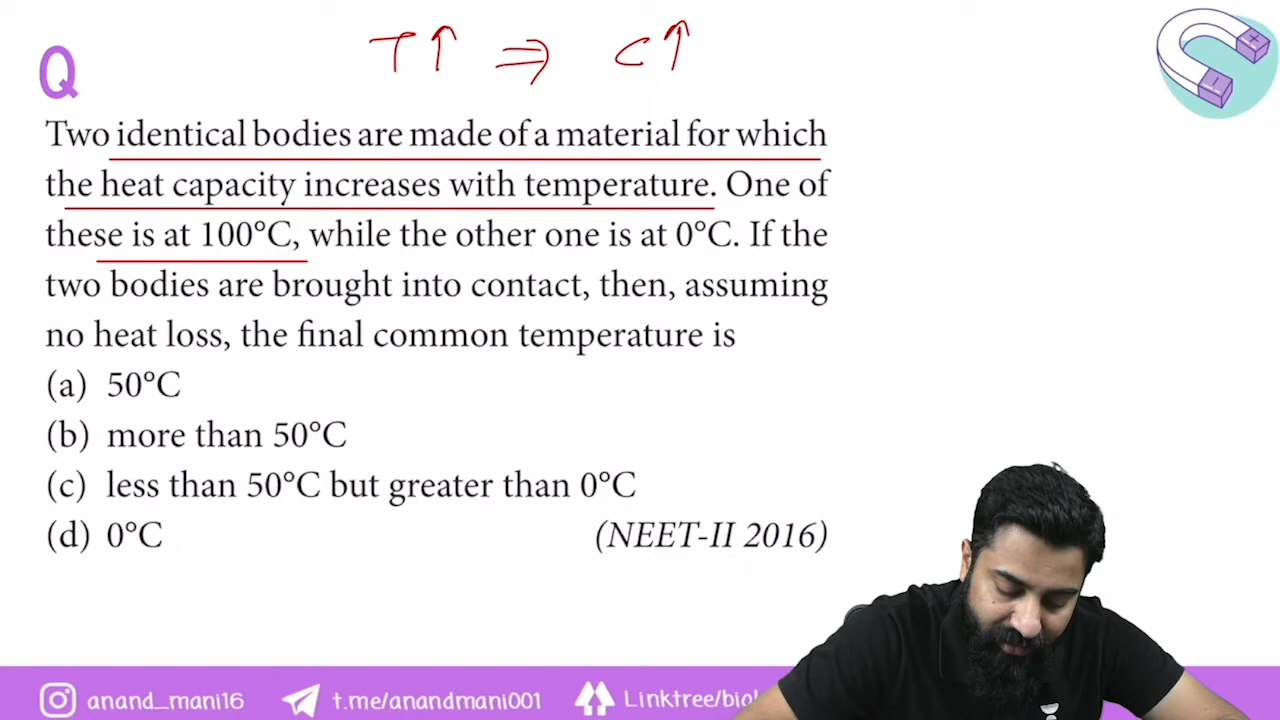 T↑ ⇒ C↑
Q
Two identical bodies are made of a material for which
the heat capacity increases with temperature. One of
these is at 100°C, while the other one is at 0°C. If the
two bodies are brought into contact, then, assuming
no heat loss, the final common temperature is
(a) 50°C
(b) more than 50°C
(c) less than 50°C but greater than 0°C
(d) 0°C (NEET-II 2016)
anand_mani16 t.me/anandmani001